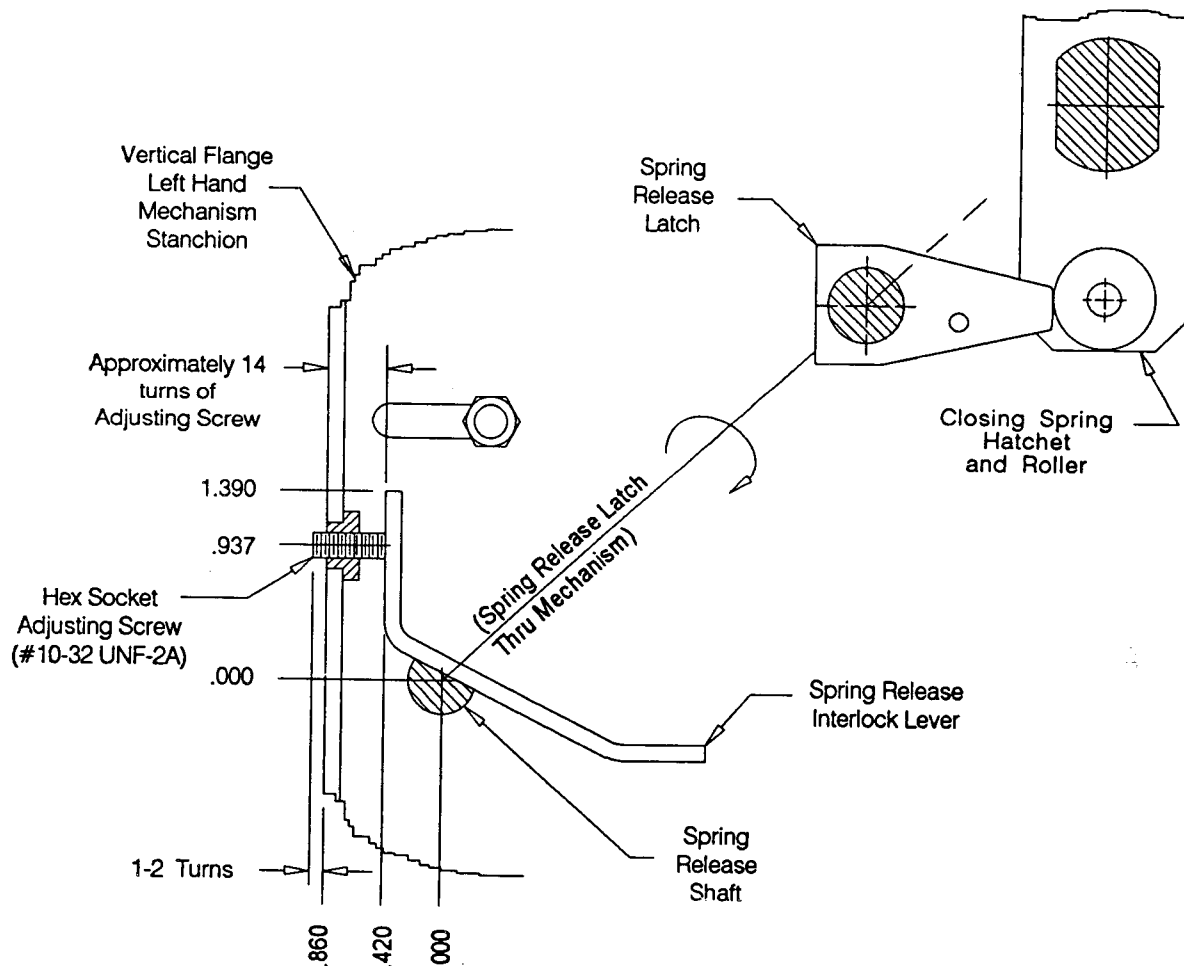 Vertical Flange
Left Hand
Mechanism
Stanchion
Spring
Release
Latch
Approximately 14
turns of
Adjusting Screw
Closing Spring
Hatchet
and Roller
1.390
.937
(Spring Release Latch
Thru Mechanism)
Hex Socket
Adjusting Screw
(#10-32 UNF-2A)
.000
Spring Release
Interlock Lever
Spring
Release
Shaft
1-2 Turns
.860
.420
.000